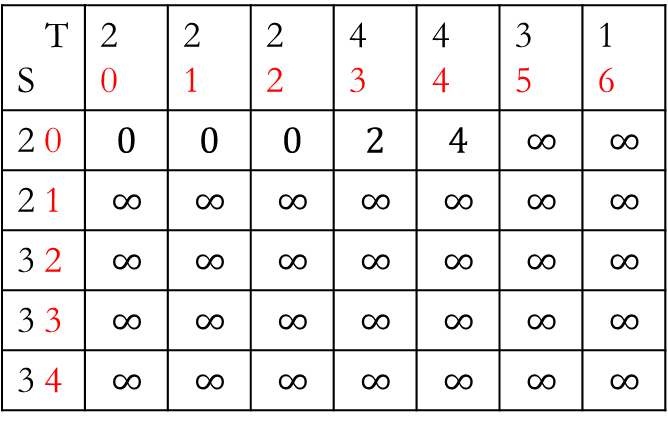 T 2 2 2 4 4 3 1
S 0 1 2 3 4 5 6
2 0 0 0 0 2 4 ∞ ∞
2 1 ∞ ∞ ∞ ∞ ∞ ∞ ∞
3 2 ∞ ∞ ∞ ∞ ∞ ∞ ∞
3 3 ∞ ∞ ∞ ∞ ∞ ∞ ∞
3 4 ∞ ∞ ∞ ∞ ∞ ∞ ∞